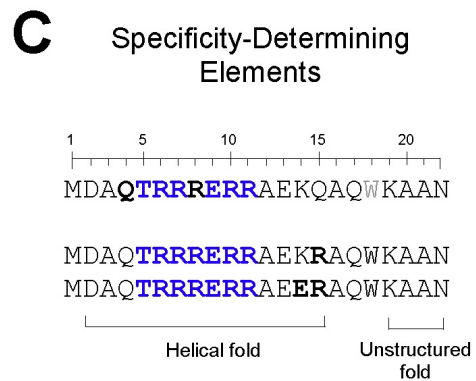 C
Specificity-Determining
Elements
1 5 10 15 20
MDAQTRRRERRAEKQAQWKAAN
MDAQTRRRERRAEKRAQWKAAN
MDAQTRRRERRAEERAQWKAAN
Helical fold
Unstructured
fold